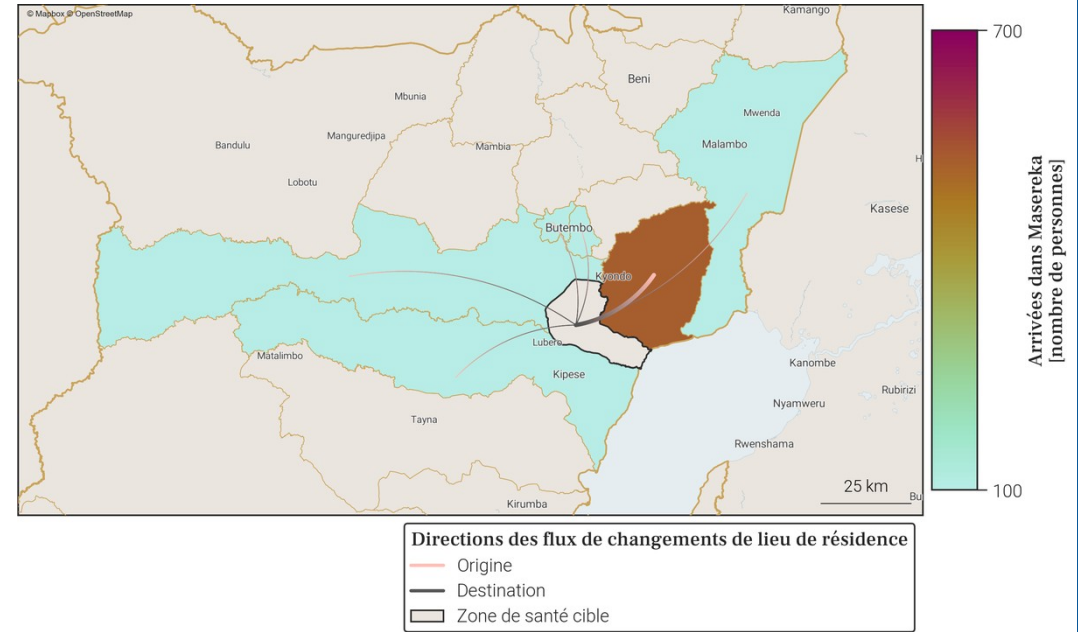 © Mapbox © OpenStreetMap
Kamango
Beni
Mbunia
Mwenda
Manguredjipa
Bandulu
Mambia
Malambo
Lobotu
Kasese
Butembo
Kyondo
Lubero
Matalimbo
Kanombe
Kipese
Rubirizi
Nyamweru
Tayna
Rwenshama
Kirumba
25 km
Bu
H
700
100
Arrivées dans Masereka
[nombre de personnes]
Directions des flux de changements de lieu de résidence
Origine
Destination
Zone de santé cible